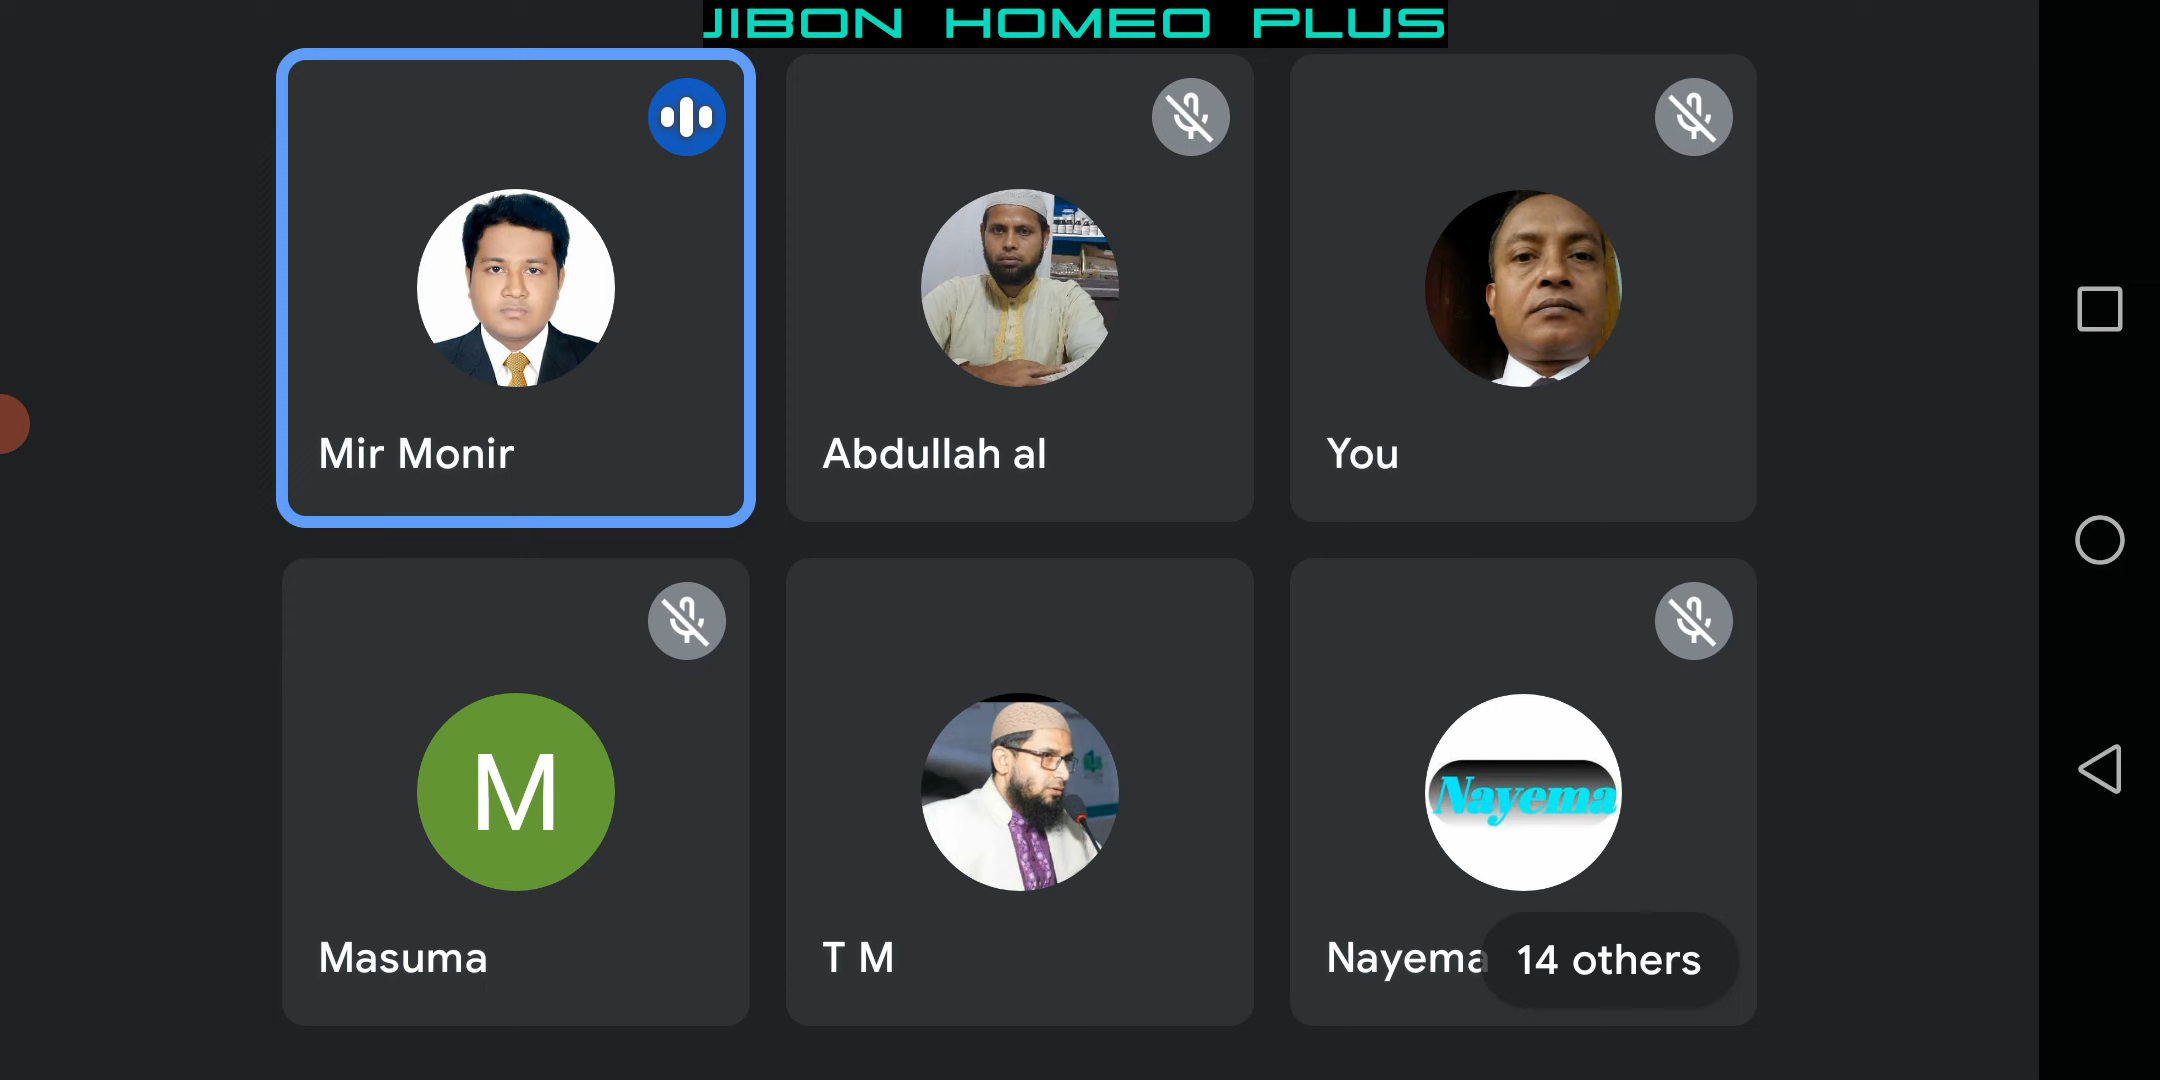 JIBON HOMEO PLUS
Mir Monir
Abdullah al
You
M
Masuma
T M
Nayema
Nayema
14 others